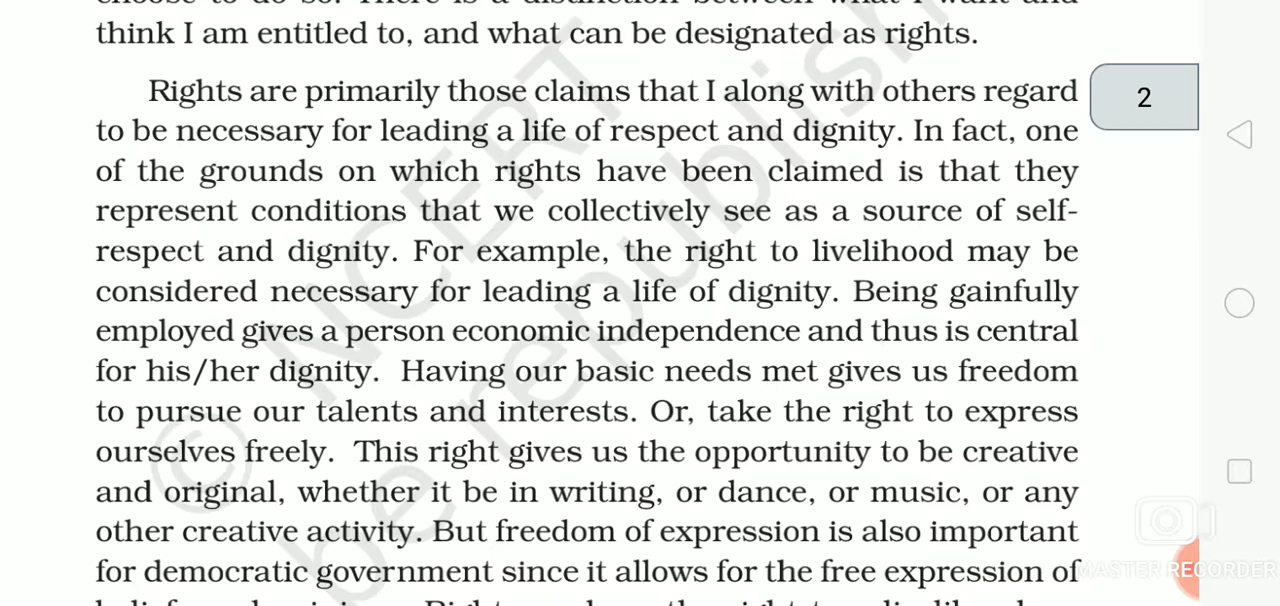 think I am entitled to, and what can be designated as rights.
Rights are primarily those claims that I along with others regard
to be necessary for leading a life of respect and dignity. In fact, one
of the grounds on which rights have been claimed is that they
represent conditions that we collectively see as a source of self-
respect and dignity. For example, the right to livelihood may be
considered necessary for leading a life of dignity. Being gainfully
employed gives a person economic independence and thus is central
for his/her dignity. Having our basic needs met gives us freedom
to pursue our talents and interests. Or, take the right to express
ourselves freely. This right gives us the opportunity to be creative
and original, whether it be in writing, or dance, or music, or any
other creative activity. But freedom of expression is also important
for democratic government since it allows for the free expression of
2
© NCERT
be republish
MASTER RECORDER